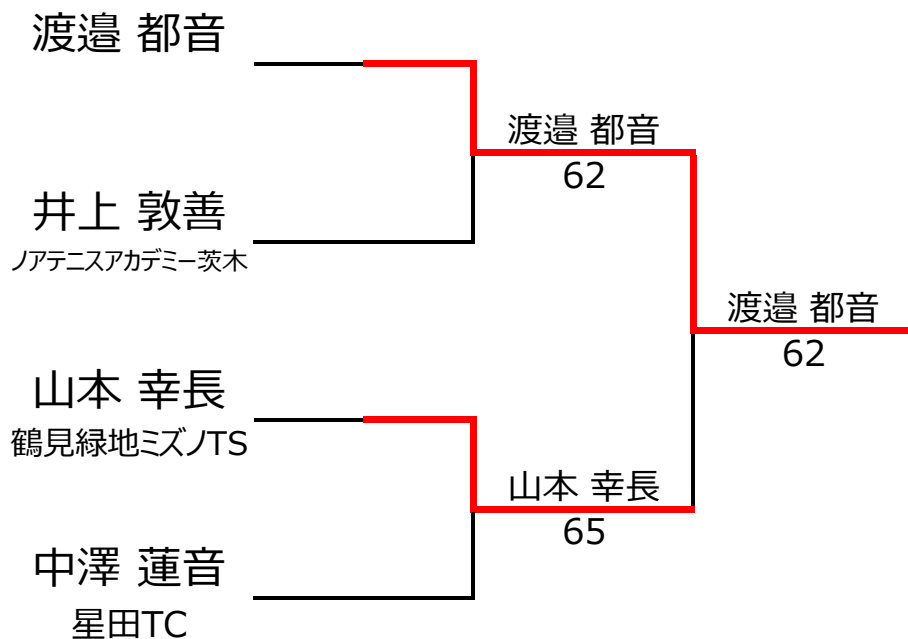 渡邉 都音
渡邉 都音
62
井上 敦善
ノアテニスアカデミー茨木
渡邉 都音
62
山本 幸長
鶴見緑地ミズノTS
山本 幸長
65
中澤 蓮音
星田TC